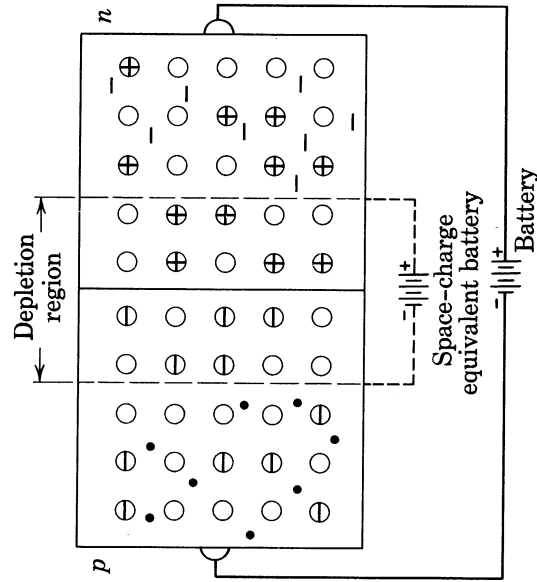 n
Depletion
region
+
-
Space-charge
equivalent battery
+
-
Battery
p